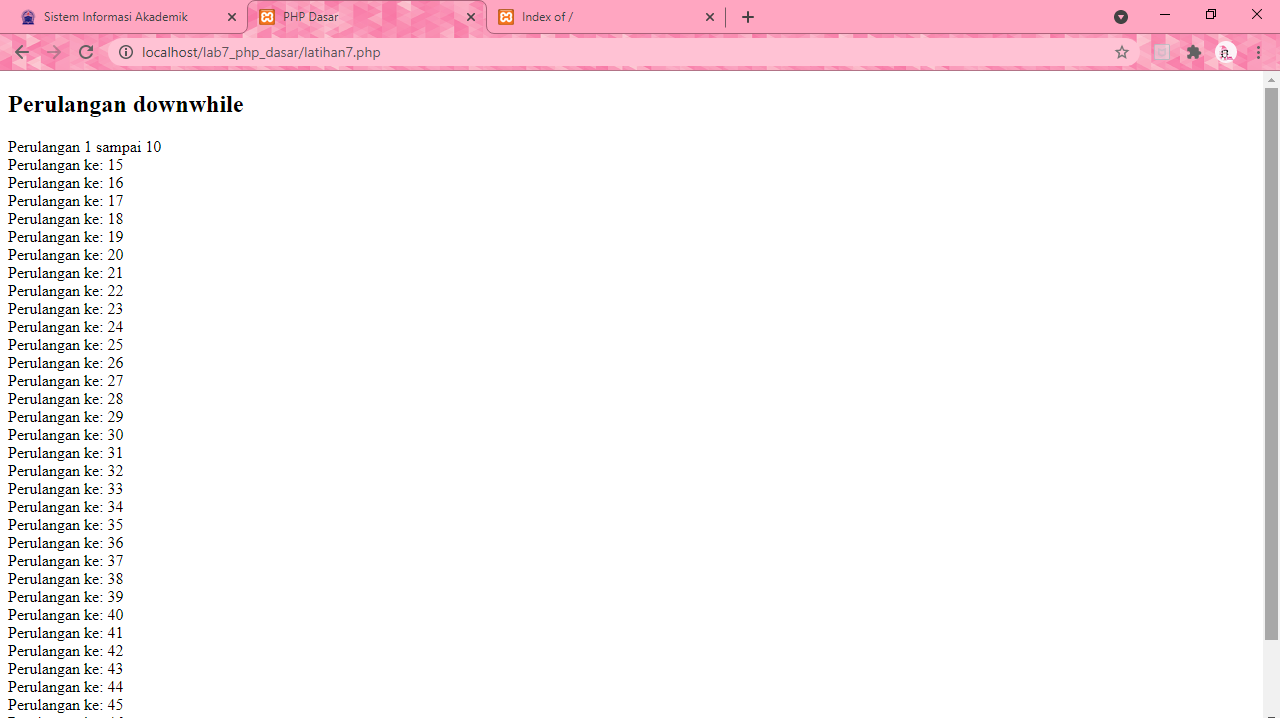 Sistem Informasi Akademik
PHP Dasar
Index of /
localhost/lab7_php_dasar/latihan7.php
Perulangan downwhile
Perulangan 1 sampai 10
Perulangan ke: 15
Perulangan ke: 16
Perulangan ke: 17
Perulangan ke: 18
Perulangan ke: 19
Perulangan ke: 20
Perulangan ke: 21
Perulangan ke: 22
Perulangan ke: 23
Perulangan ke: 24
Perulangan ke: 25
Perulangan ke: 26
Perulangan ke: 27
Perulangan ke: 28
Perulangan ke: 29
Perulangan ke: 30
Perulangan ke: 31
Perulangan ke: 32
Perulangan ke: 33
Perulangan ke: 34
Perulangan ke: 35
Perulangan ke: 36
Perulangan ke: 37
Perulangan ke: 38
Perulangan ke: 39
Perulangan ke: 40
Perulangan ke: 41
Perulangan ke: 42
Perulangan ke: 43
Perulangan ke: 44
Perulangan ke: 45